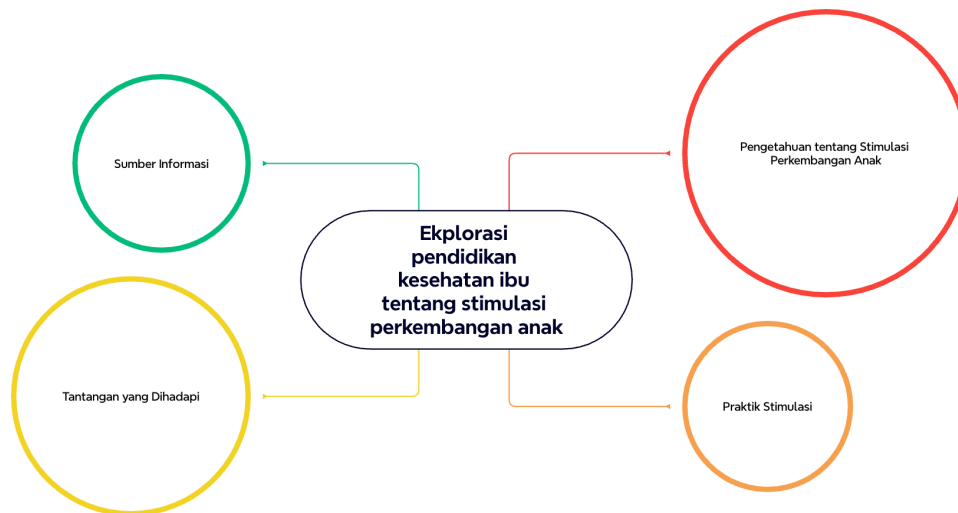 Sumber Informasi
Pengetahuan tentang Stimulasi
Perkembangan Anak
Ekplorasi
pendidikan
kesehatan ibu
tentang stimulasi
perkembangan anak
Tantangan yang Dihadapi
Praktik Stimulasi